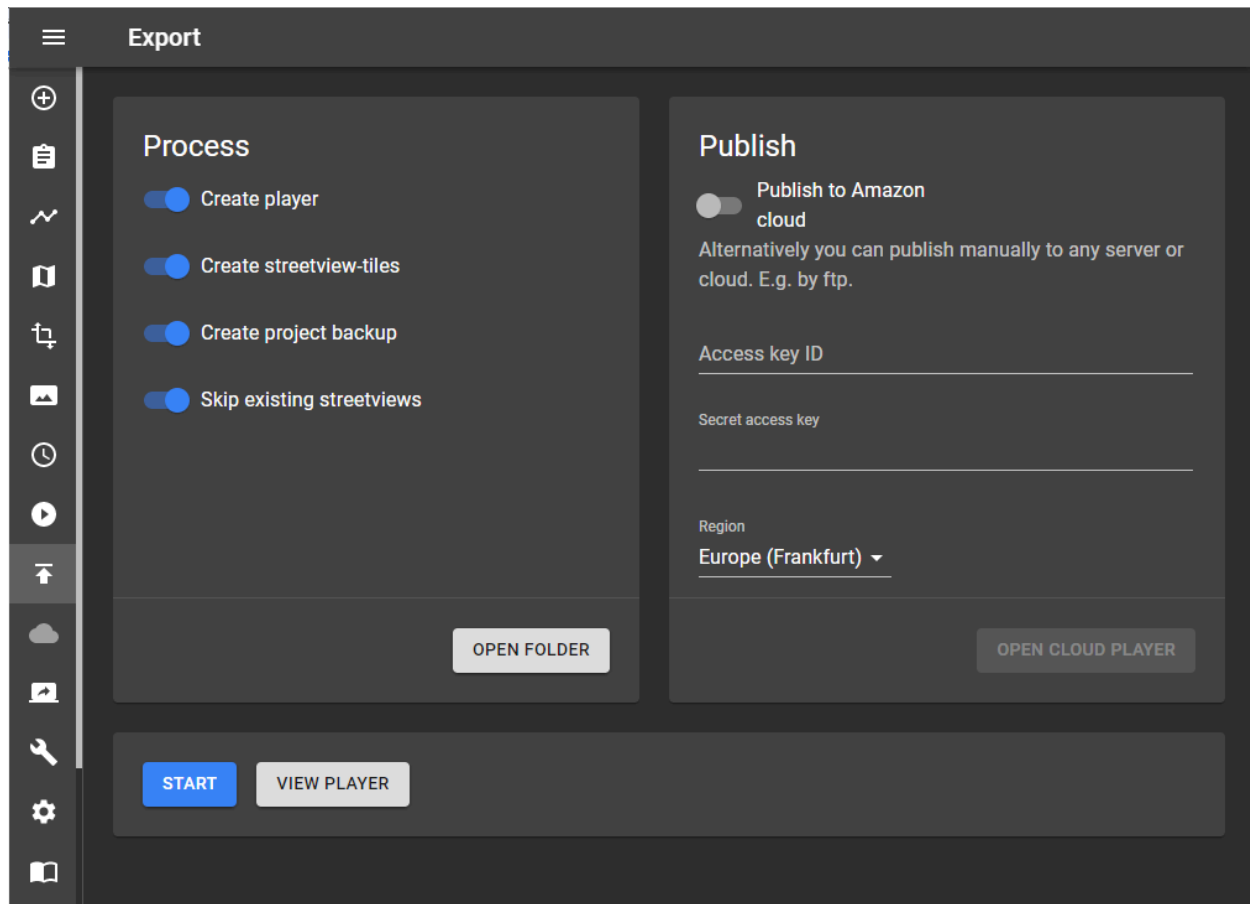 Export
Process
Create player
Create streetview-tiles
Create project backup
Skip existing streetviews
OPEN FOLDER
Publish
Publish to Amazon
cloud
Alternatively you can publish manually to any server or
cloud. E.g. by ftp.
Access key ID
Secret access key
Region
Europe (Frankfurt)
OPEN CLOUD PLAYER
START
VIEW PLAYER